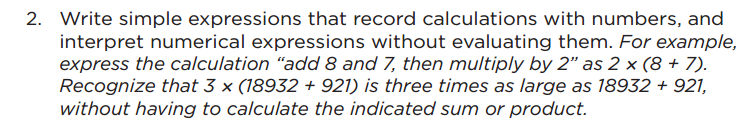 2. Write simple expressions that record calculations with numbers, and
interpret numerical expressions without evaluating them. For example,
express the calculation “add 8 and 7, then multiply by 2” as 2 × (8 + 7).
Recognize that 3 × (18932 + 921) is three times as large as 18932 + 921,
without having to calculate the indicated sum or product.